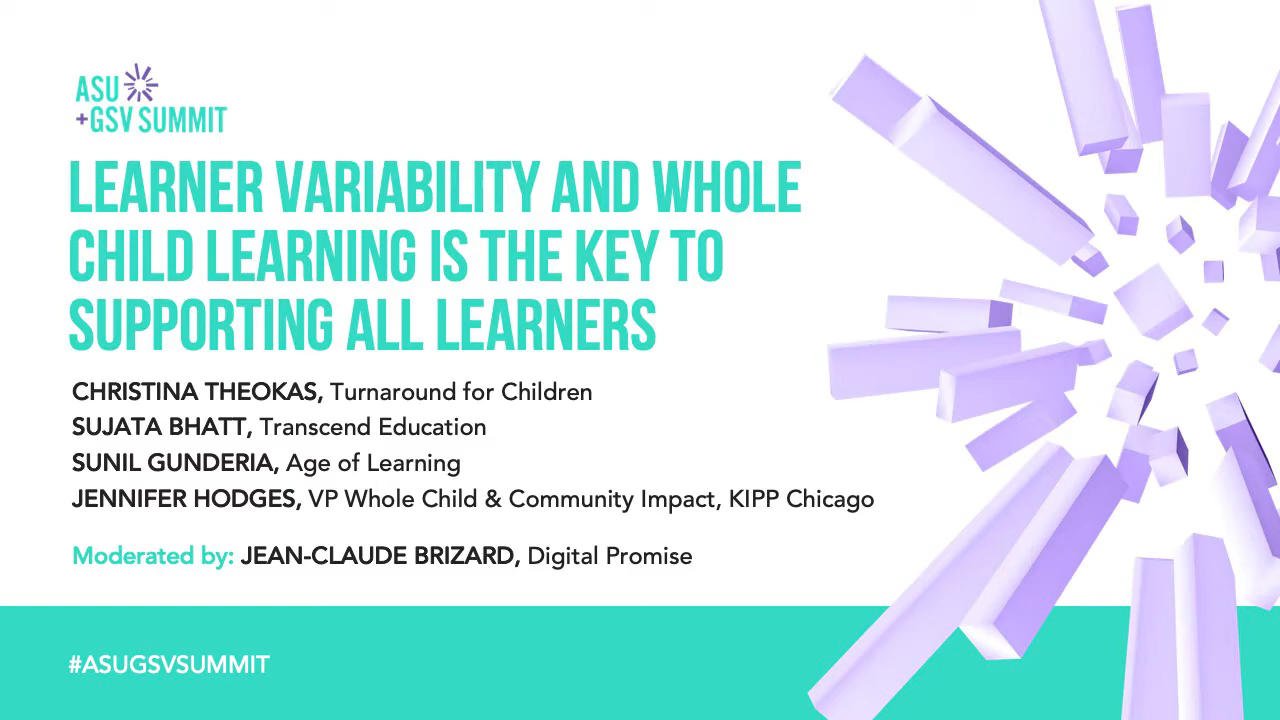 ASU
+GSV SUMMIT
LEARNER VARIABILITY AND WHOLE
CHILD LEARNING IS THE KEY TO
SUPPORTING ALL LEARNERS
CHRISTINA THEOKAS, Turnaround for Children
SUJATA BHATT, Transcend Education
SUNIL GUNDERIA, Age of Learning
JENNIFER HODGES, VP Whole Child & Community Impact, KIPP Chicago
Moderated by: JEAN-CLAUDE BRIZARD, Digital Promise
#ASUGSVSUMMIT